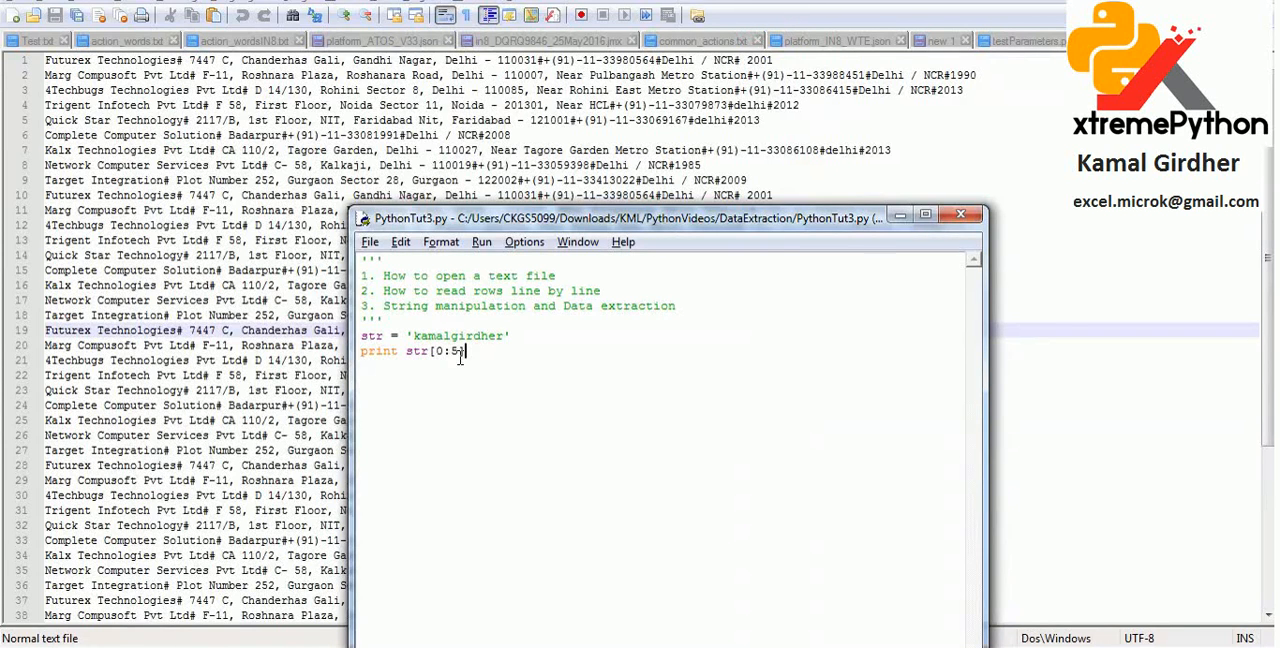 Test.txt action_words.txt action_wordsIN8.txt platform_ATOS_V33.json in8_DQRQ9846_25May2016.jmx common_actions.txt platform_IN8_WTE.json new 1 testParameters.p
1 Futurex Technologies# 7447 C, Chanderhas Gali, Gandhi Nagar, Delhi - 110031#+(91)-11-33980564#Delhi / NCR# 2001
2 Marg Compusoft Pvt Ltd# F-11, Roshnara Plaza, Roshanara Road, Delhi - 110007, Near Pulbangash Metro Station#+(91)-11-33988451#Delhi / NCR#1990
3 4Techbugs Technologies Pvt Ltd# D 14/130, Rohini Sector 8, Delhi - 110085, Near Rohini East Metro Station#+(91)-11-33086415#Delhi / NCR#2013
4 Trigent Infotech Pvt Ltd# F 58, First Floor, Noida Sector 11, Noida - 201301, Near HCL#+(91)-11-33079873#delhi#2012
5 Quick Star Technology# 2117/B, 1st Floor, NIT, Faridabad Nit, Faridabad - 121001#+(91)-11-33069167#delhi#2013
6 Complete Computer Solution# Badarpur#+(91)-11-33081991#Delhi / NCR#2008
7 Kalx Technologies Pvt Ltd# CA 110/2, Tagore Garden, Delhi - 110027, Near Tagore Garden Metro Station#+(91)-11-33086108#delhi#2013
8 Network Computer Services Pvt Ltd# C- 58, Kalkaji, Delhi - 110019#+(91)-11-33059398#Delhi / NCR#1985
9 Target Integration# Plot Number 252, Gurgaon Sector 28, Gurgaon - 122002#+(91)-11-33413022#Delhi / NCR#2009
10 Futurex Technologies# 7447 C, Chanderhas Gali, Gandhi Nagar, Delhi - 110031#+(91)-11-33980564#Delhi / NCR# 2001
11 Marg Compusoft Pvt Ltd# F-11, Roshnara Plaza,
12 4Techbugs Technologies Pvt Ltd# D 14/130, Rohi
13 Trigent Infotech Pvt Ltd# F 58, First Floor,
14 Quick Star Technology# 2117/B, 1st Floor, NIT,
15 Complete Computer Solution# Badarpur#+(91)-11-
16 Kalx Technologies Pvt Ltd# CA 110/2, Tagore Ga
17 Network Computer Services Pvt Ltd# C- 58, Kalk
18 Target Integration# Plot Number 252, Gurgaon S
19 Futurex Technologies# 7447 C, Chanderhas Gali,
20 Marg Compusoft Pvt Ltd# F-11, Roshnara Plaza,
21 4Techbugs Technologies Pvt Ltd# D 14/130, Rohi
22 Trigent Infotech Pvt Ltd# F 58, First Floor,
23 Quick Star Technology# 2117/B, 1st Floor, NIT,
24 Complete Computer Solution# Badarpur#+(91)-11-
25 Kalx Technologies Pvt Ltd# CA 110/2, Tagore Ga
26 Network Computer Services Pvt Ltd# C- 58, Kalk
27 Target Integration# Plot Number 252, Gurgaon S
28 Futurex Technologies# 7447 C, Chanderhas Gali,
29 Marg Compusoft Pvt Ltd# F-11, Roshnara Plaza,
30 4Techbugs Technologies Pvt Ltd# D 14/130, Rohi
31 Trigent Infotech Pvt Ltd# F 58, First Floor,
32 Quick Star Technology# 2117/B, 1st Floor, NIT,
33 Complete Computer Solution# Badarpur#+(91)-11-
34 Kalx Technologies Pvt Ltd# CA 110/2, Tagore Ga
35 Network Computer Services Pvt Ltd# C- 58, Kalk
36 Target Integration# Plot Number 252, Gurgaon S
37 Futurex Technologies# 7447 C, Chanderhas Gali,
38 Marg Compusoft Pvt Ltd# F-11, Roshnara Plaza,
PythonTut3.py - C:/Users/CKGS5099/Downloads/KML/PythonVideos/DataExtraction/PythonTut3.py (...
File Edit Format Run Options Window Help
'''
1. How to open a text file
2. How to read rows line by line
3. String manipulation and Data extraction
'''
str = 'kamalgirdher'
print str[0:5]
xtremePython
Kamal Girdher
excel.microk@gmail.com
Normal text file Dos\Windows UTF-8 INS